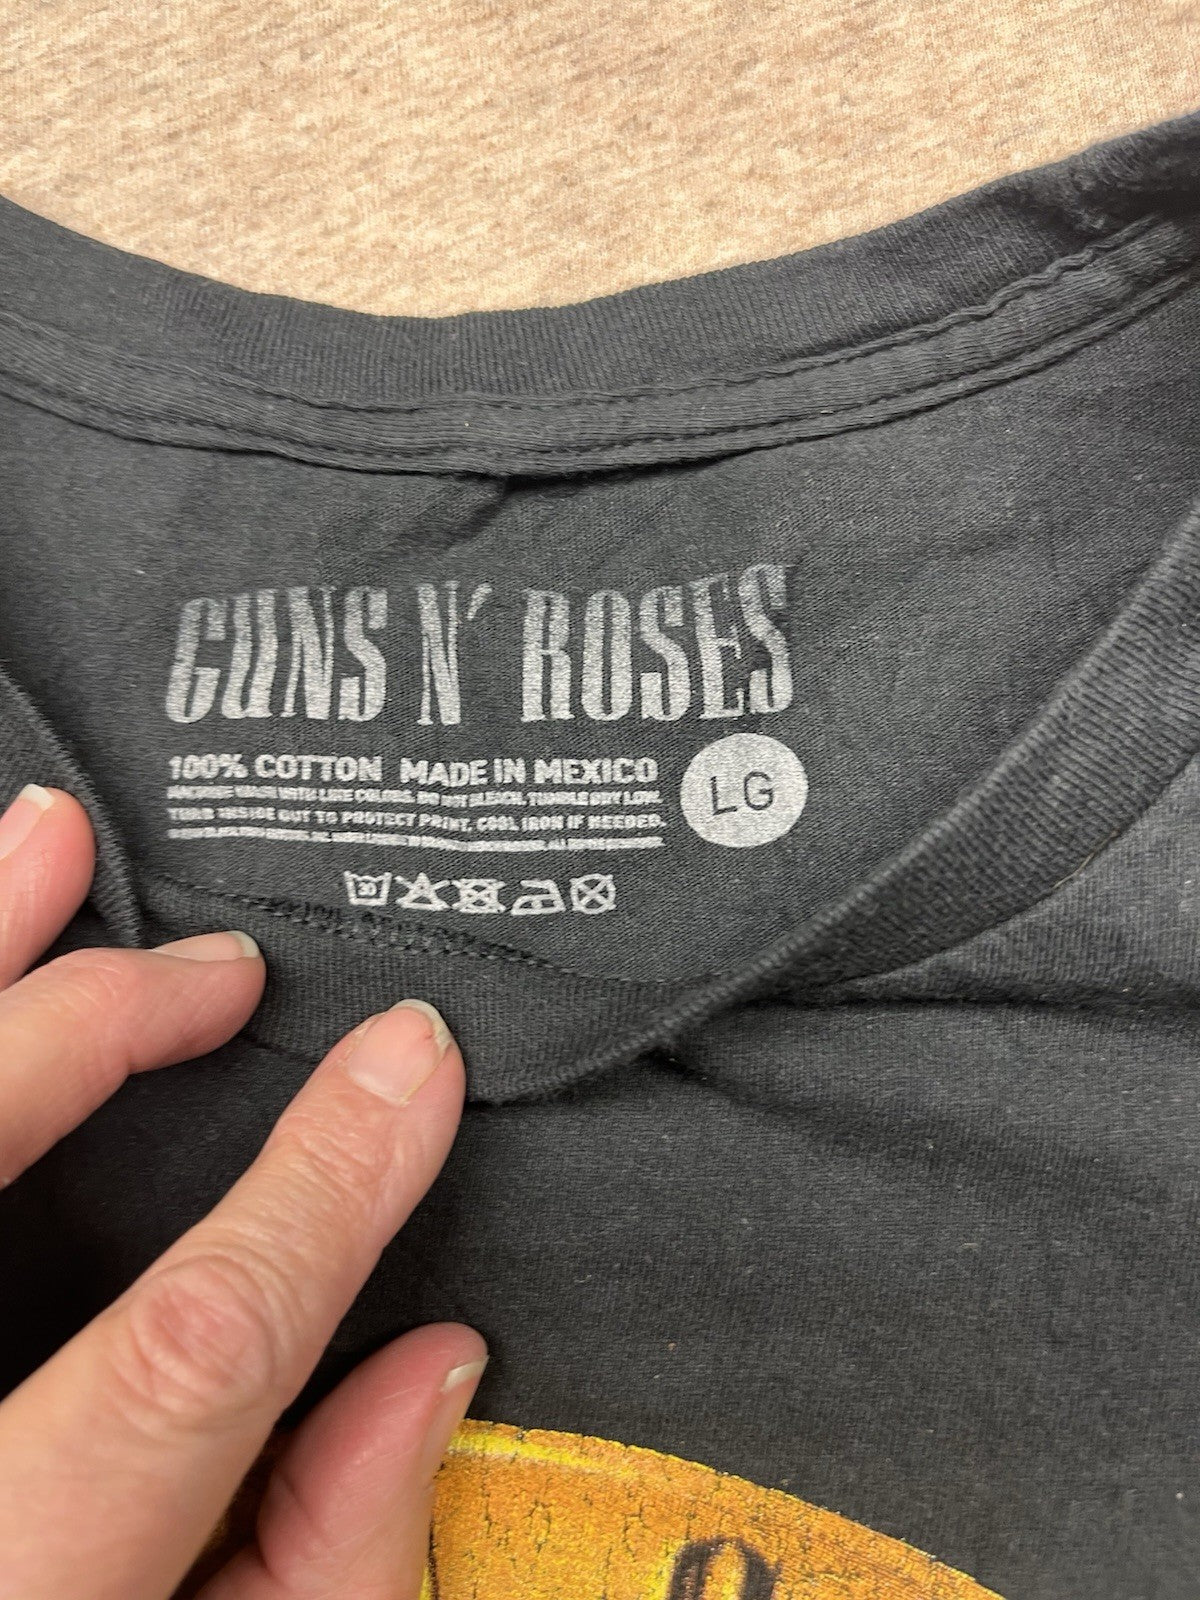 GUNS N' ROSES
100% COTTON MADE IN MEXICO
LG
MACHINE WASH WITH LIKE COLORS. DO NOT BLEACH. TUMBLE DRY LOW.
TURN INSIDE OUT TO PROTECT PRINT. COOL IRON IF NEEDED.
30